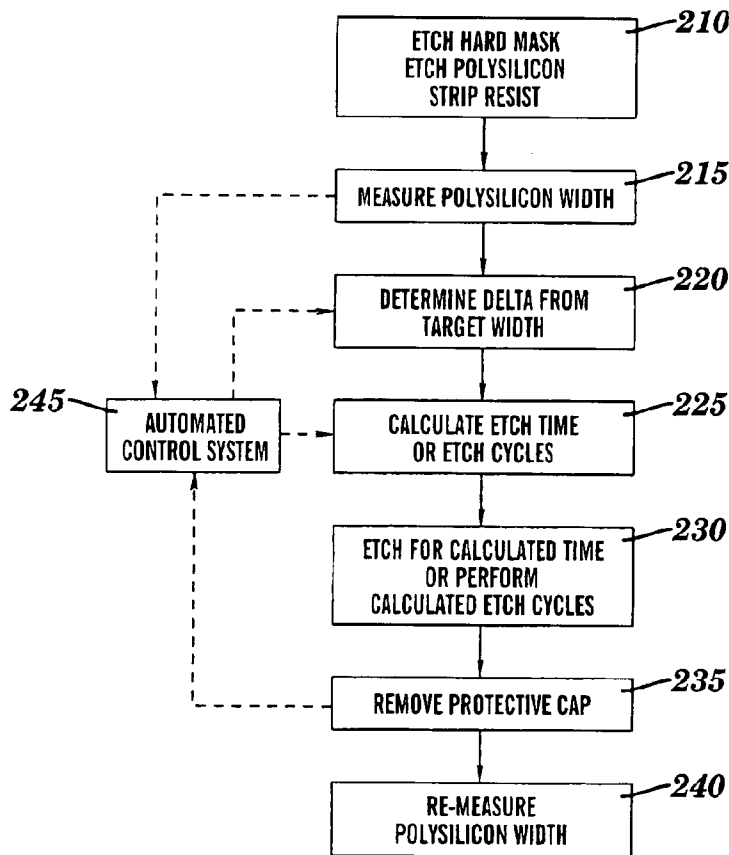 210
ETCH HARD MASK
ETCH POLYSILICON
STRIP RESIST
215
MEASURE POLYSILICON WIDTH
220
DETERMINE DELTA FROM
TARGET WIDTH
245
AUTOMATED
CONTROL SYSTEM
225
CALCULATE ETCH TIME
OR ETCH CYCLES
230
ETCH FOR CALCULATED TIME
OR PERFORM
CALCULATED ETCH CYCLES
235
REMOVE PROTECTIVE CAP
240
RE-MEASURE
POLYSILICON WIDTH